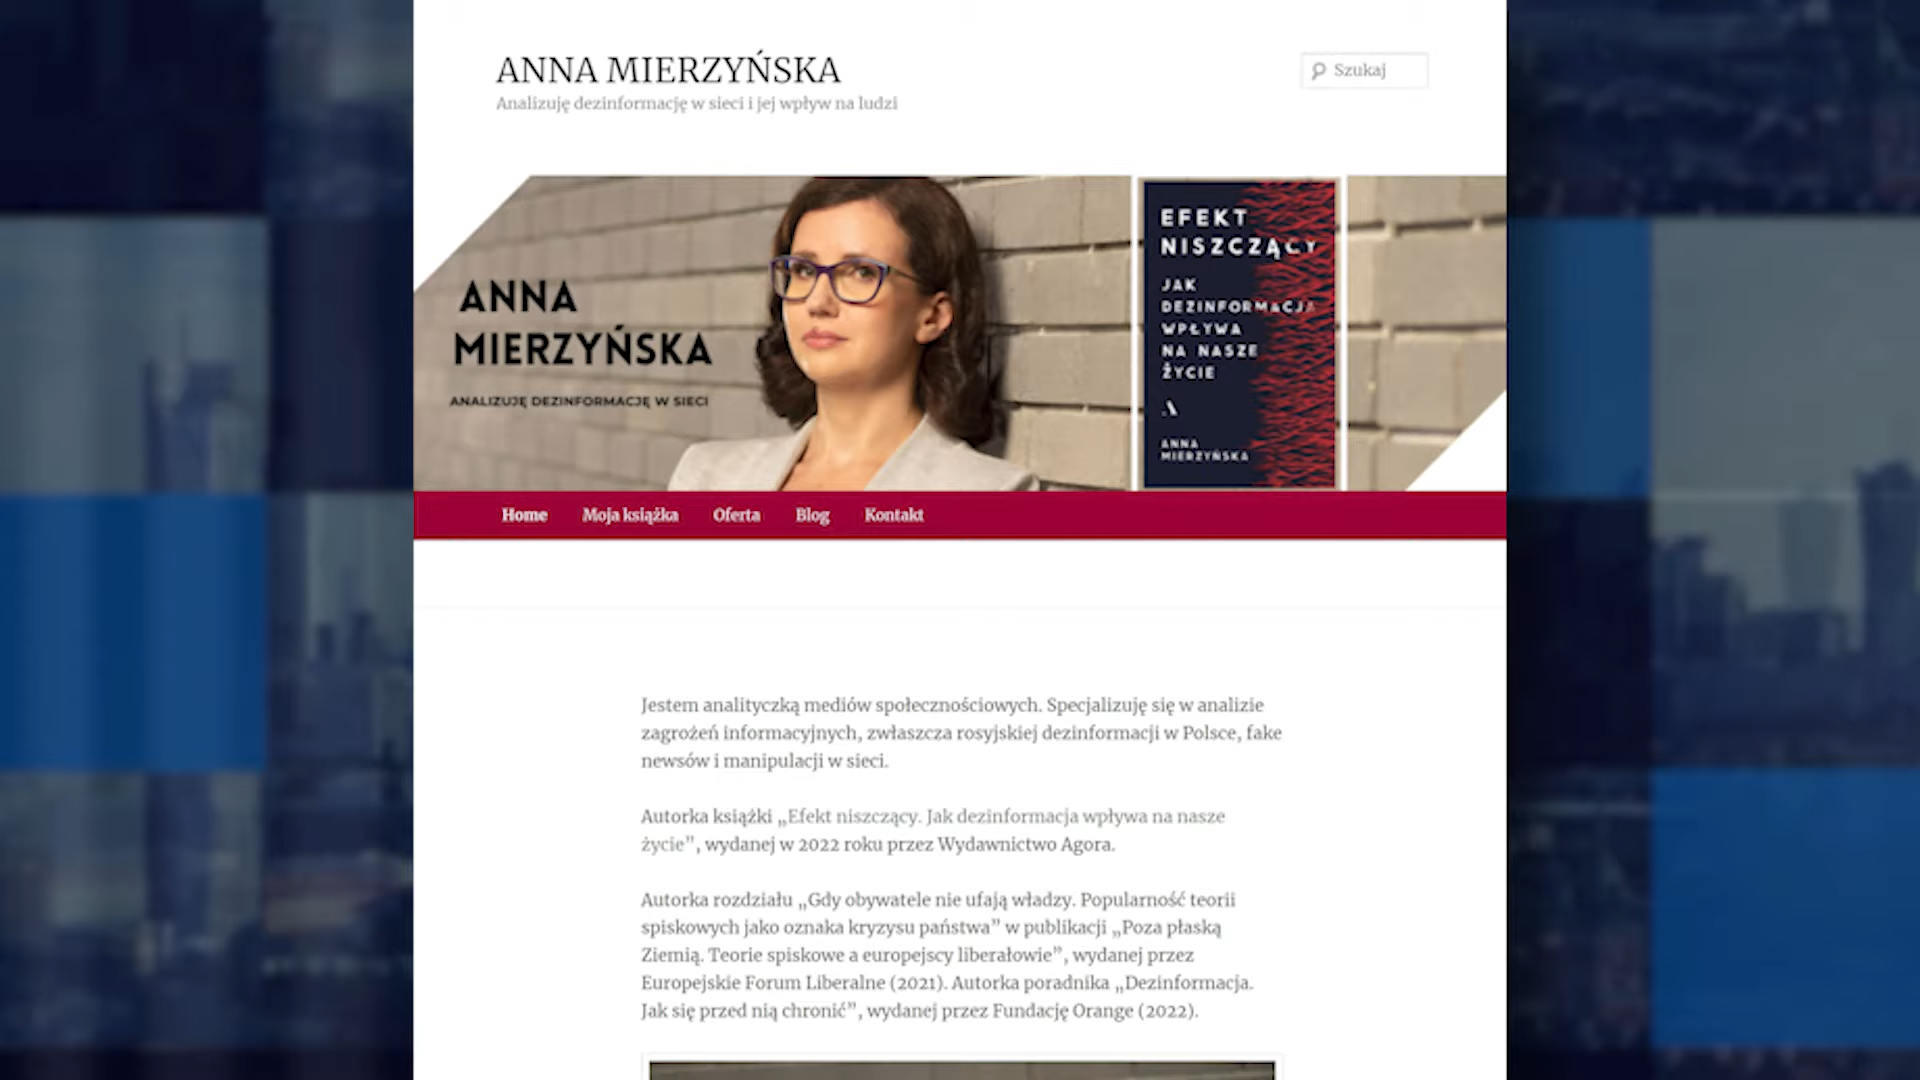 ANNA MIERZYŃSKA
Analizuję dezinformację w sieci i jej wpływ na ludzi
Szukaj
ANNA
MIERZYŃSKA
ANALIZUJĘ DEZINFORMACJĘ W SIECI
EFEKT
NISZCZĄCY
JAK
DEZINFORMACJA
WPŁYWA
NA NASZE
ŻYCIE
ANNA
MIERZYŃSKA
Home Moja książka Oferta Blog Kontakt
Jestem analityczką mediów społecznościowych. Specjalizuję się w analizie
zagrożeń informacyjnych, zwłaszcza rosyjskiej dezinformacji w Polsce, fake
newsów i manipulacji w sieci.
Autorka książki „Efekt niszczący. Jak dezinformacja wpływa na nasze
życie”, wydanej w 2022 roku przez Wydawnictwo Agora.
Autorka rozdziału „Gdy obywatele nie ufają władzy. Popularność teorii
spiskowych jako oznaka kryzysu państwa” w publikacji „Poza płaską
Ziemią. Teorie spiskowe a europejscy liberałowie”, wydanej przez
Europejskie Forum Liberalne (2021). Autorka poradnika „Dezinformacja.
Jak się przed nią chronić”, wydanej przez Fundację Orange (2022).